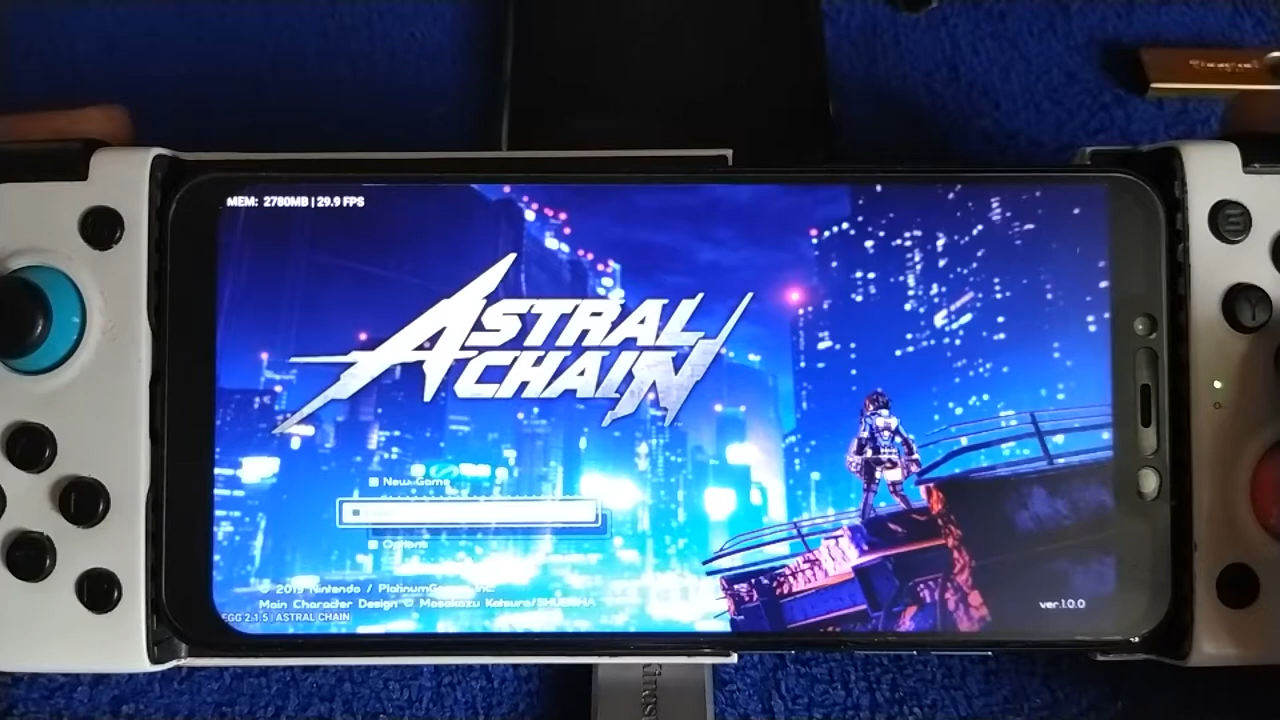 MEM: 2780MB | 29.9 FPS
ASTRAL
CHAIN
New Game
Options
© 2019 Nintendo / PlatinumGames Inc.
Main Character Design © Masakazu Katsura/SHUEISHA
EGG 2.1.5 | ASTRAL CHAIN
ver.1.0.0
Y